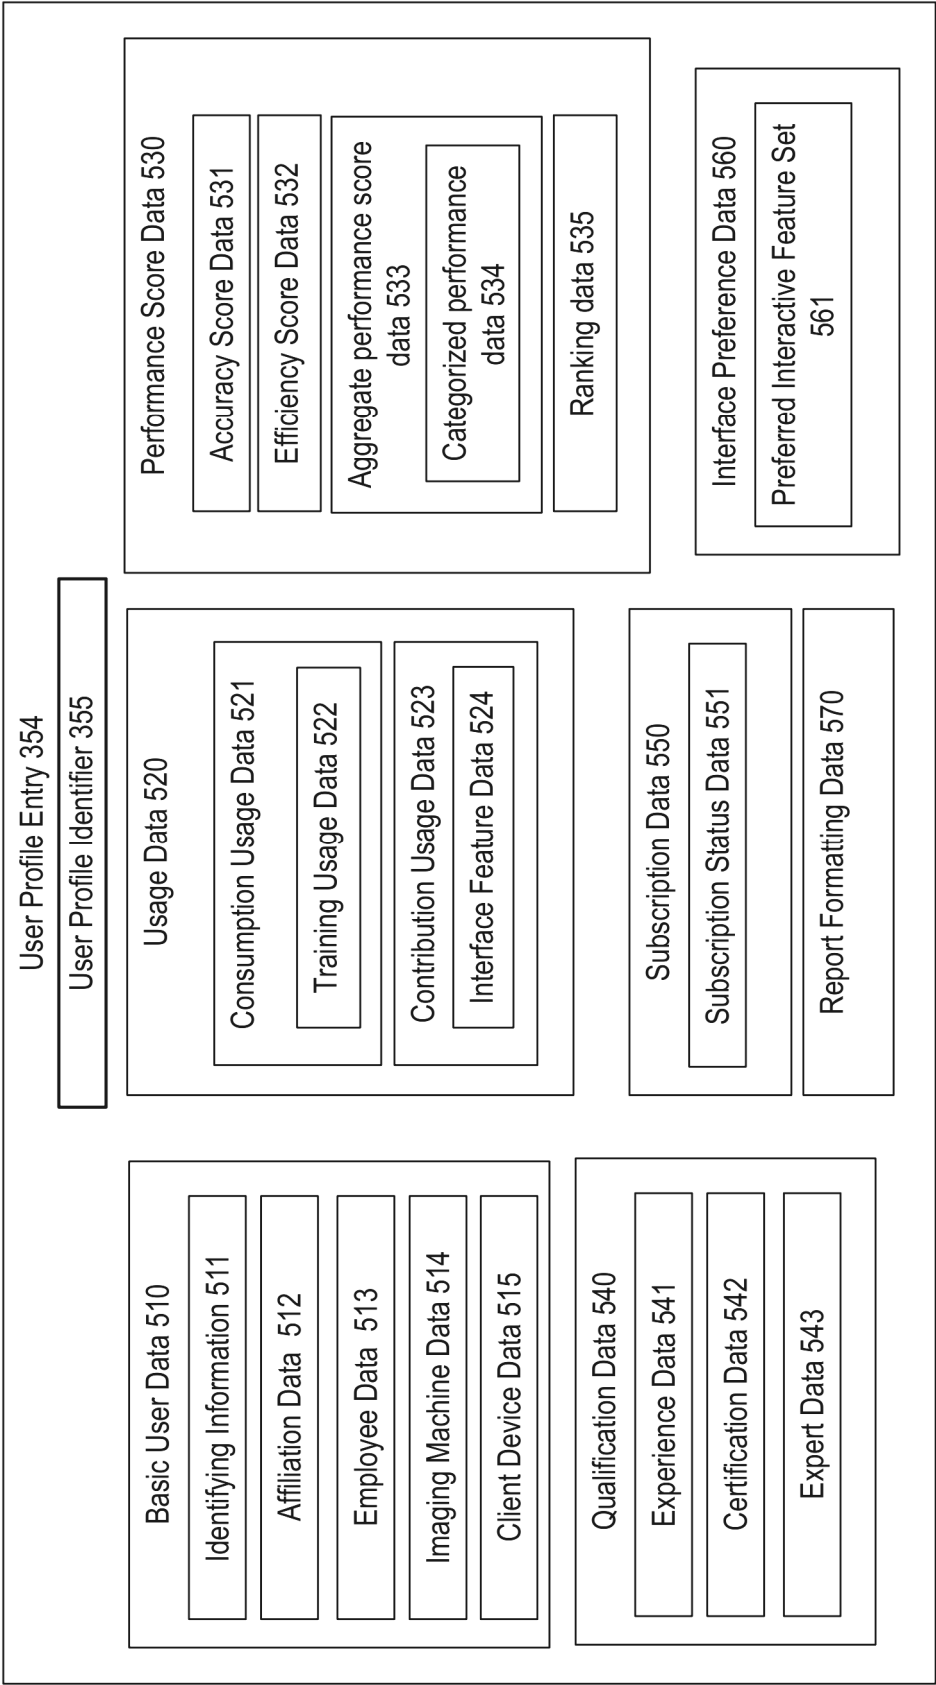 User Profile Entry 354
User Profile Identifier 355
Basic User Data 510
Identifying Information 511
Affiliation Data 512
Employee Data 513
Imaging Machine Data 514
Client Device Data 515
Qualification Data 540
Experience Data 541
Certification Data 542
Expert Data 543
Usage Data 520
Consumption Usage Data 521
Training Usage Data 522
Contribution Usage Data 523
Interface Feature Data 524
Subscription Data 550
Subscription Status Data 551
Report Formatting Data 570
Performance Score Data 530
Accuracy Score Data 531
Efficiency Score Data 532
Aggregate performance score
data 533
Categorized performance
data 534
Ranking data 535
Interface Preference Data 560
Preferred Interactive Feature Set
561